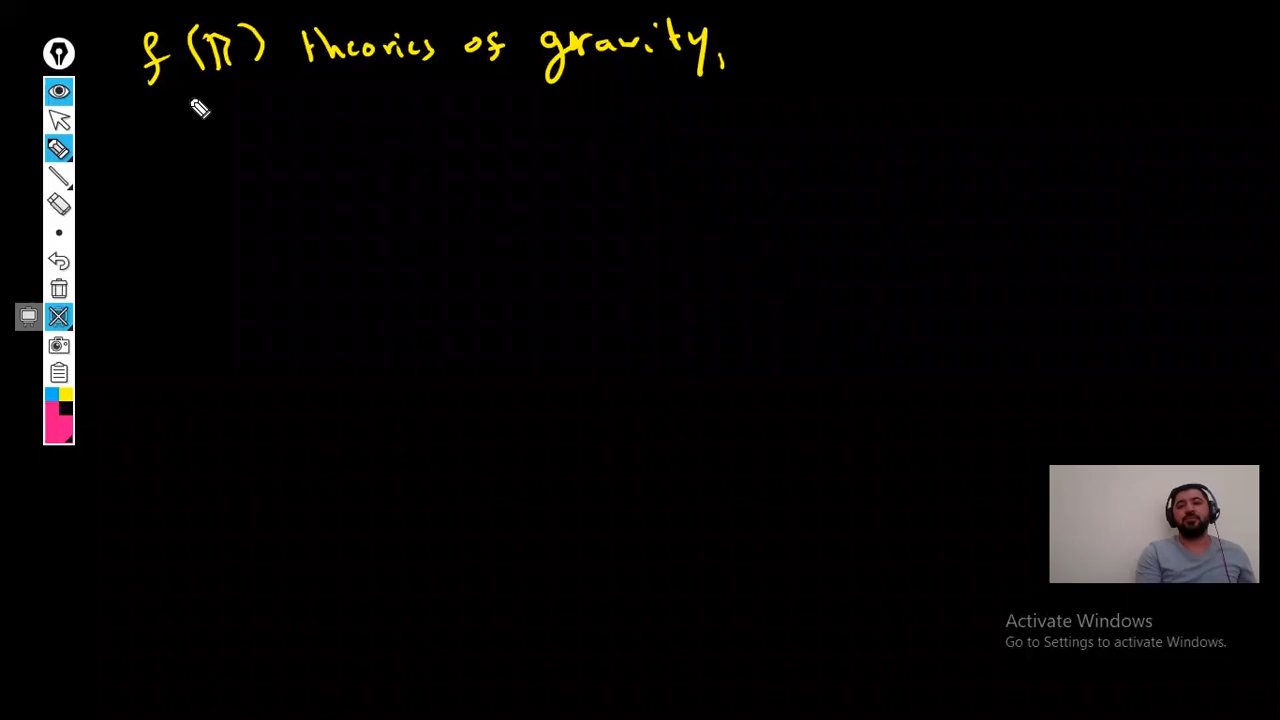 f (π) theories of gravity,
Activate Windows
Go to Settings to activate Windows.